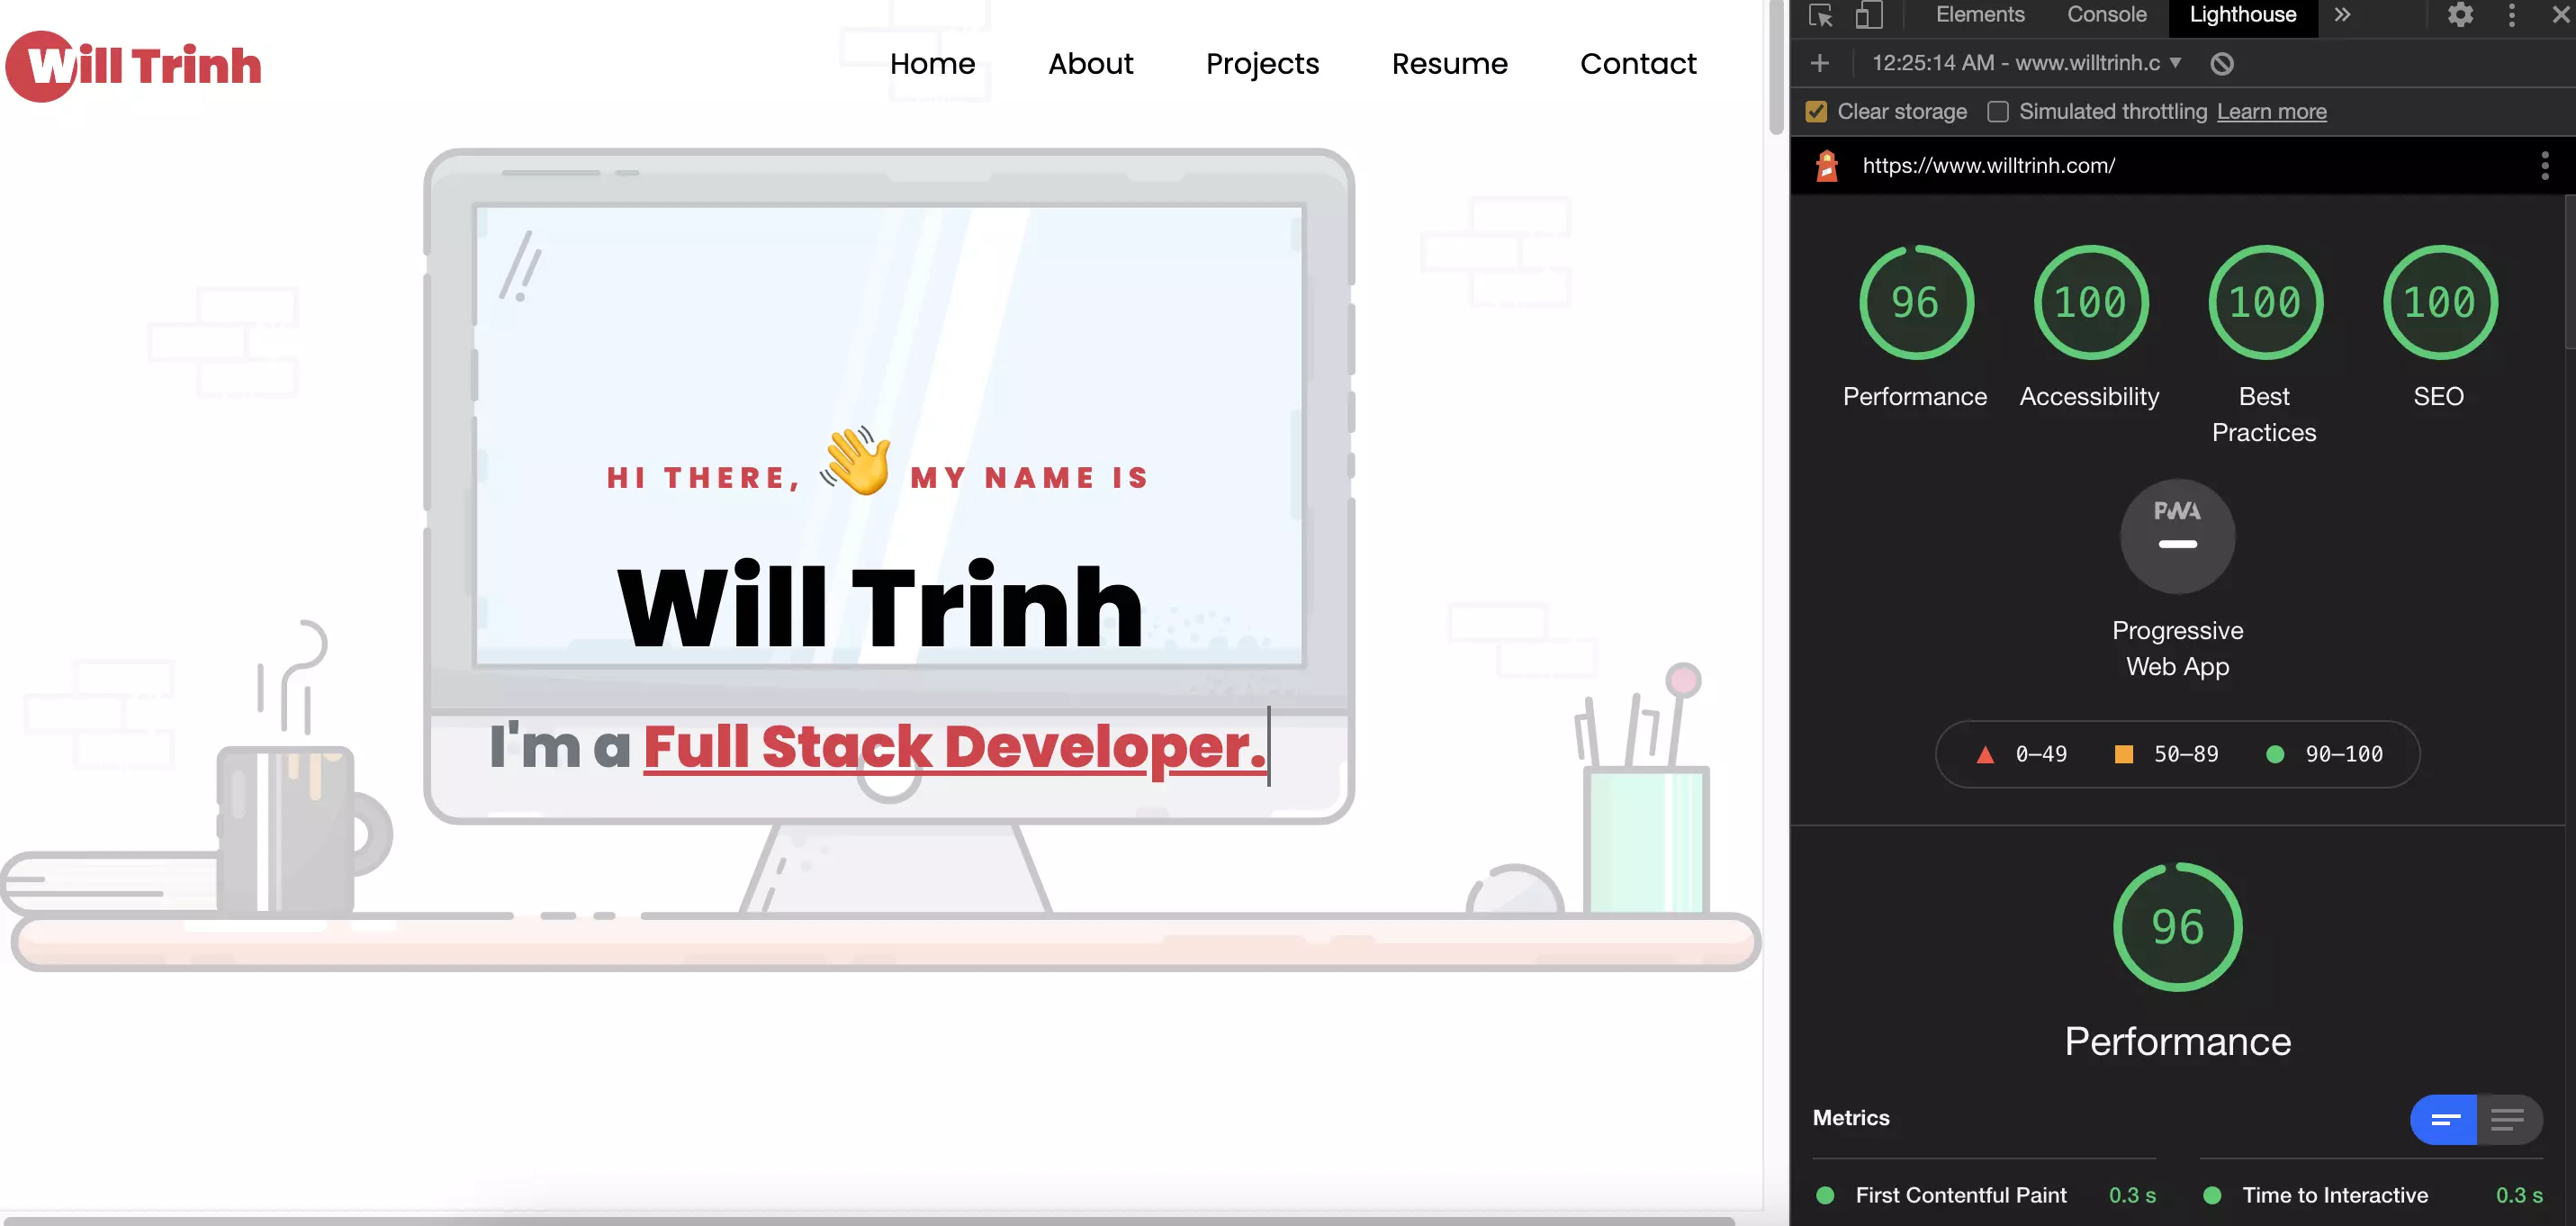 Will Trinh
Home About Projects Resume Contact
HI THERE, 👋 MY NAME IS
Will Trinh
I'm a Full Stack Developer.
Elements Console Lighthouse
12:25:14 AM - www.willtrinh.c
Clear storage Simulated throttling Learn more
https://www.willtrinh.com/
96 100 100 100
Performance Accessibility Best Practices SEO
PWA
Progressive
Web App
0–49 50–89 90–100
96
Performance
Metrics
First Contentful Paint 0.3 s Time to Interactive 0.3 s